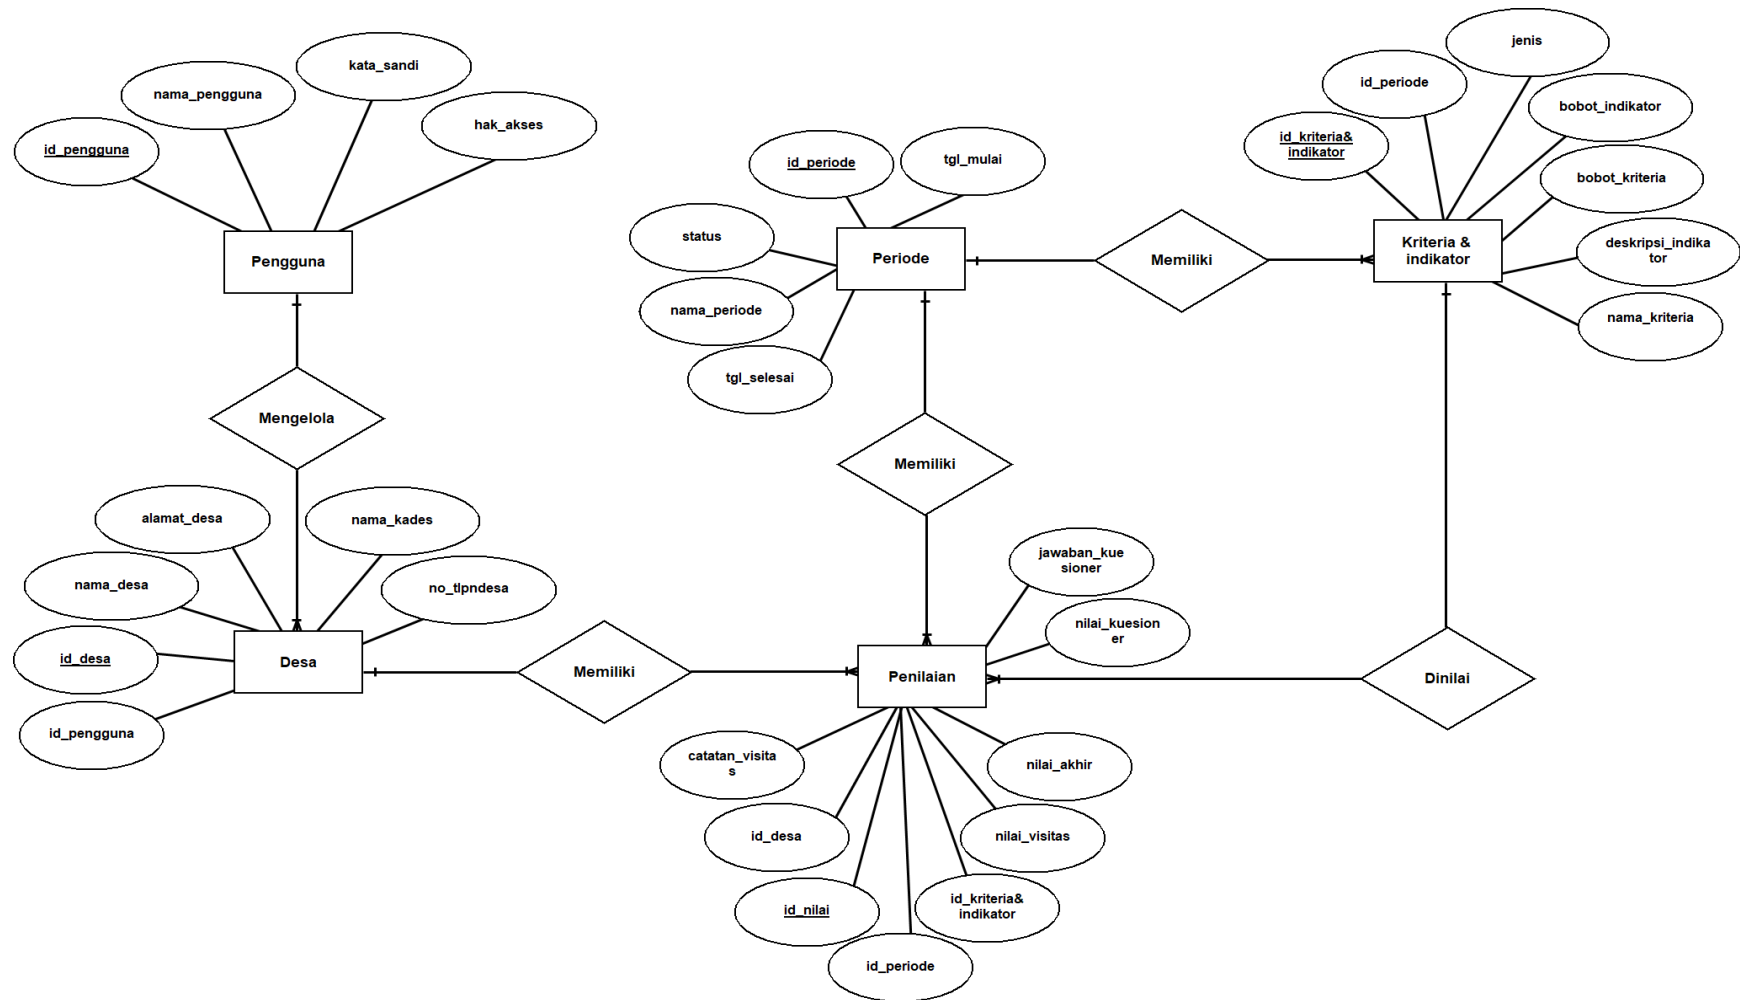 kata_sandi
nama_pengguna
hak_akses
id_pengguna
Pengguna
Mengelola
alamat_desa
nama_kades
nama_desa
no_tlpndesa
id_desa
Desa
id_pengguna
Memiliki
id_periode
tgl_mulai
status
Periode
nama_periode
tgl_selesai
Memiliki
Memiliki
jenis
id_periode
bobot_indikator
id_kriteria&
indikator
bobot_kriteria
Kriteria &
indikator
deskripsi_indika
tor
nama_kriteria
Dinilai
jawaban_kue
sioner
nilai_kuesion
er
Penilaian
catatan_visita
s
nilai_akhir
id_desa
nilai_visitas
id_nilai
id_kriteria&
indikator
id_periode